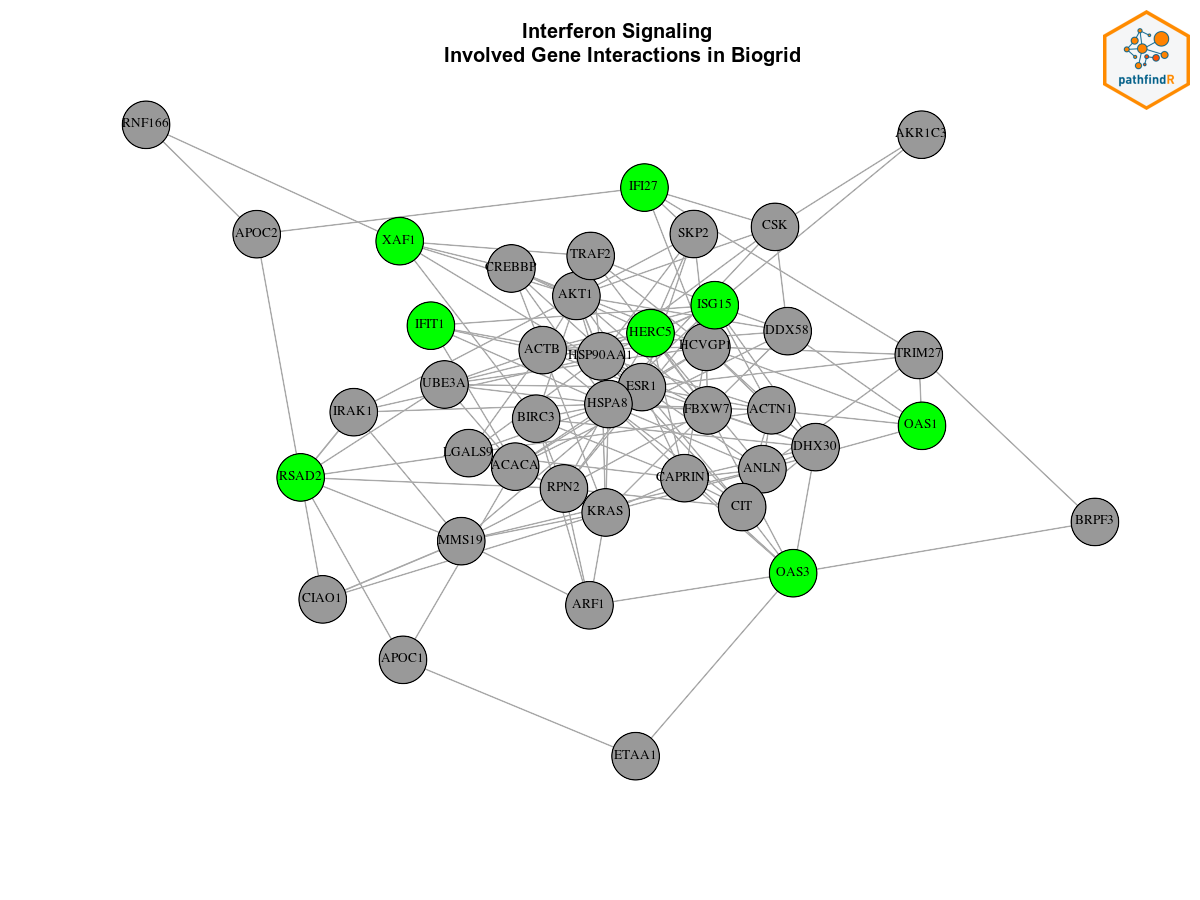 Interferon Signaling
Involved Gene Interactions in Biogrid
pathfindR
RNF166
AKR1C3
IFI27
APOC2
XAF1
SKP2
CSK
TRAF2
CREBBP
AKT1
ISG15
IFIT1
HERC5
DDX58
HCVGP1
ACTB
HSP90AA1
TRIM27
UBE3A
ESR1
HSPA8
IRAK1
BIRC3
FBXW7
ACTN1
OAS1
DHX30
LGALS9
ACACA
ANLN
RSAD2
RPN2
CAPRIN
CIT
KRAS
BRPF3
MMS19
OAS3
CIAO1
ARF1
APOC1
ETAA1